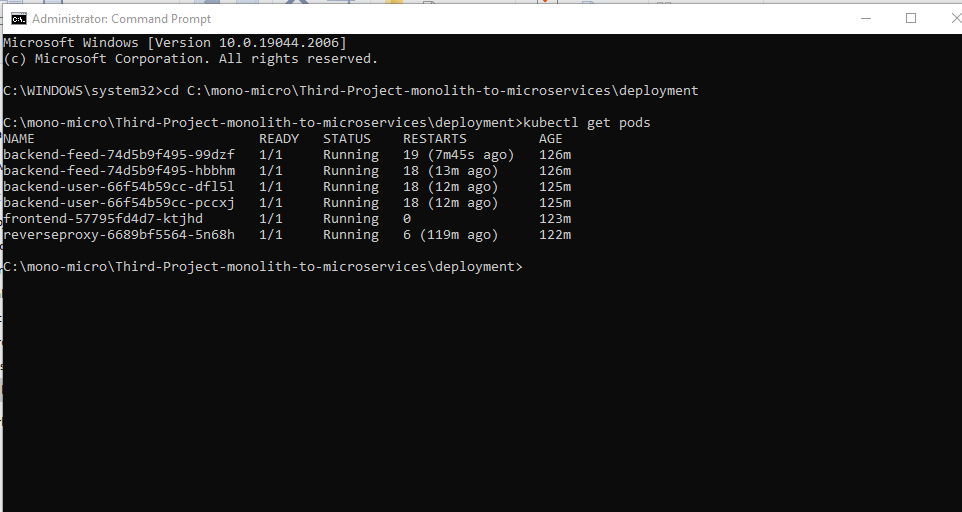 Administrator: Command Prompt
Microsoft Windows [Version 10.0.19044.2006]
(c) Microsoft Corporation. All rights reserved.
C:\WINDOWS\system32>cd C:\mono-micro\Third-Project-monolith-to-microservices\deployment
C:\mono-micro\Third-Project-monolith-to-microservices\deployment>kubectl get pods
NAME READY STATUS RESTARTS AGE
backend-feed-74d5b9f495-99dzf 1/1 Running 19 (7m45s ago) 126m
backend-feed-74d5b9f495-hbbhm 1/1 Running 18 (13m ago) 126m
backend-user-66f54b59cc-dfl5l 1/1 Running 18 (12m ago) 125m
backend-user-66f54b59cc-pccxj 1/1 Running 18 (12m ago) 125m
frontend-57795fd4d7-ktjhd 1/1 Running 0 123m
reverseproxy-6689bf5564-5n68h 1/1 Running 6 (119m ago) 122m
C:\mono-micro\Third-Project-monolith-to-microservices\deployment>